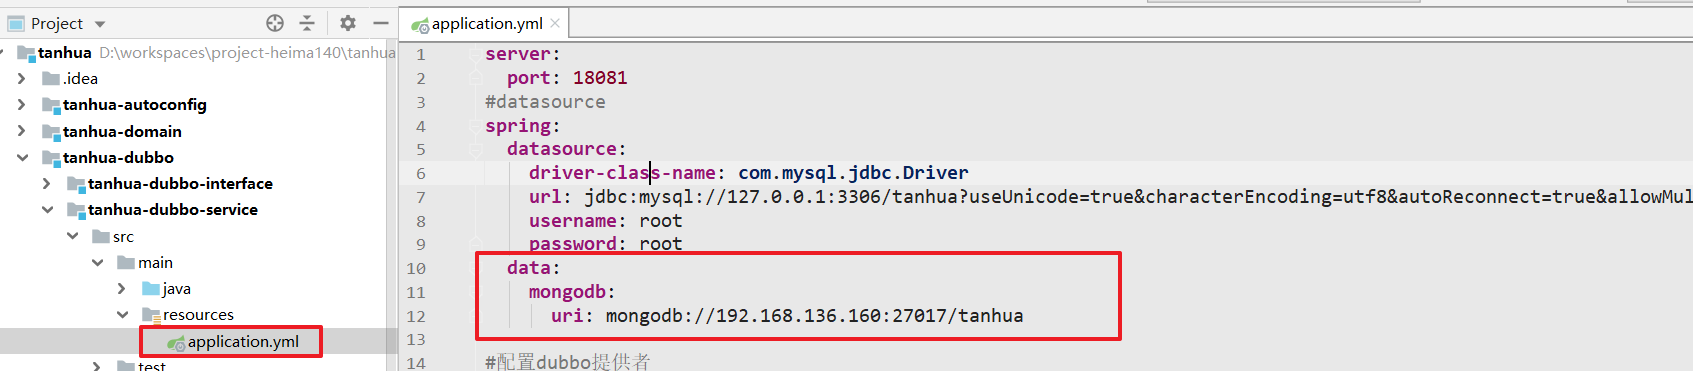 Project
tanhua D:\workspaces\project-heima140\tanhua
.idea
tanhua-autoconfig
tanhua-domain
tanhua-dubbo
tanhua-dubbo-interface
tanhua-dubbo-service
src
main
java
resources
application.yml
test
application.yml
1 server:
2 port: 18081
3 #datasource
4 spring:
5 datasource:
6 driver-class-name: com.mysql.jdbc.Driver
7 url: jdbc:mysql://127.0.0.1:3306/tanhua?useUnicode=true&characterEncoding=utf8&autoReconnect=true&allowMul
8 username: root
9 password: root
10 data:
11 mongodb:
12 uri: mongodb://192.168.136.160:27017/tanhua
13
14 #配置dubbo提供者